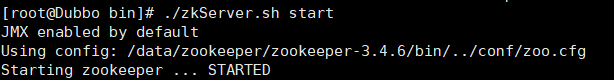 [root@Dubbo bin]# ./zkServer.sh start
JMX enabled by default
Using config: /data/zookeeper/zookeeper-3.4.6/bin/../conf/zoo.cfg
Starting zookeeper ... STARTED